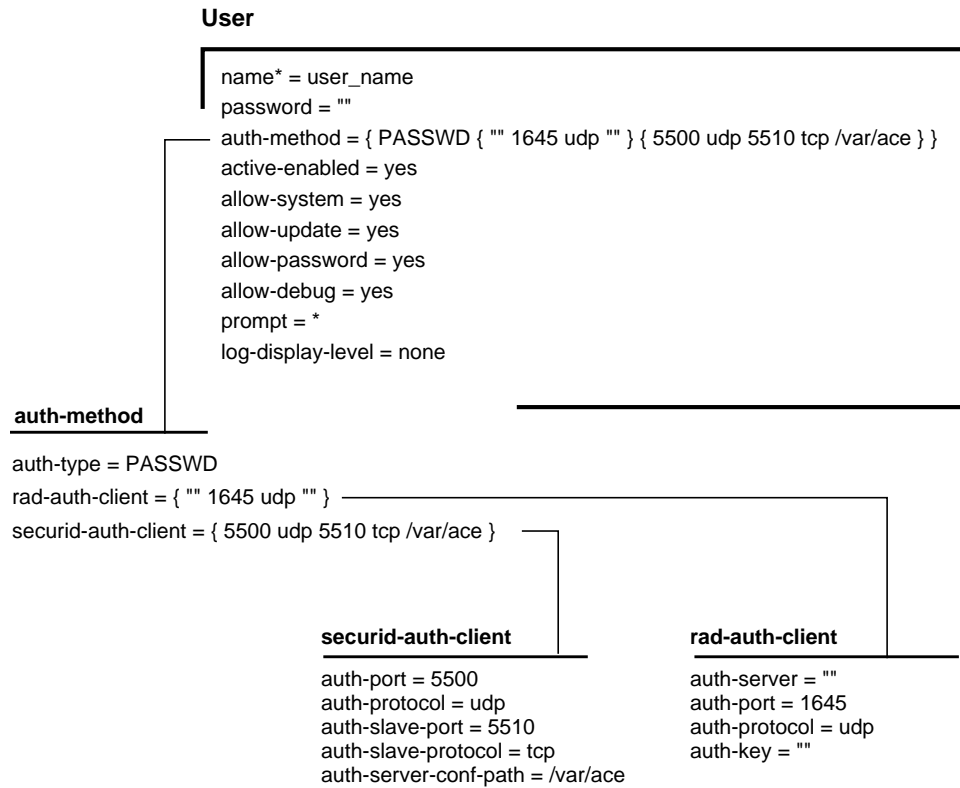 User
name* = user_name
password = ""
auth-method = { PASSWD { "" 1645 udp "" } { 5500 udp 5510 tcp /var/ace } }
active-enabled = yes
allow-system = yes
allow-update = yes
allow-password = yes
allow-debug = yes
prompt = *
log-display-level = none
auth-method
auth-type = PASSWD
rad-auth-client = { "" 1645 udp "" }
securid-auth-client = { 5500 udp 5510 tcp /var/ace }
securid-auth-client
auth-port = 5500
auth-protocol = udp
auth-slave-port = 5510
auth-slave-protocol = tcp
auth-server-conf-path = /var/ace
rad-auth-client
auth-server = ""
auth-port = 1645
auth-protocol = udp
auth-key = ""